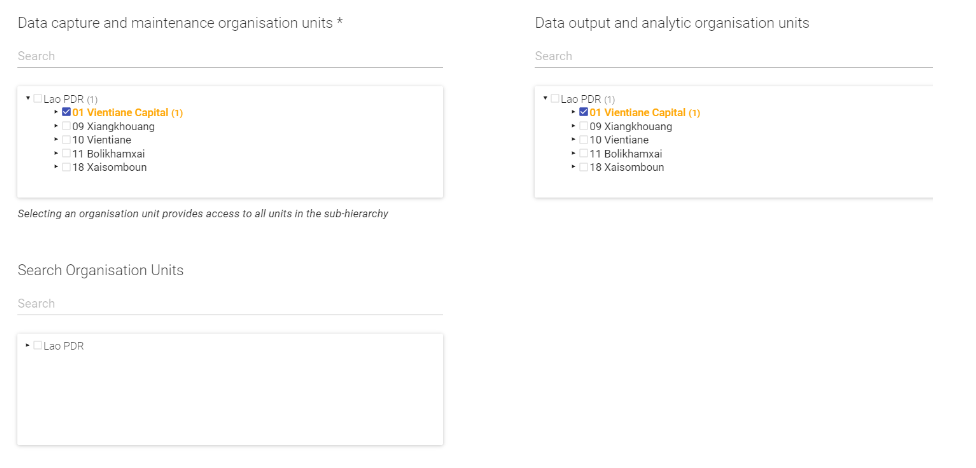 Data capture and maintenance organisation units *
Search
Lao PDR (1)
01 Vientiane Capital (1)
09 Xiangkhouang
10 Vientiane
11 Bolikhamxai
18 Xaisomboun
Selecting an organisation unit provides access to all units in the sub-hierarchy
Data output and analytic organisation units
Search
Lao PDR (1)
01 Vientiane Capital (1)
09 Xiangkhouang
10 Vientiane
11 Bolikhamxai
18 Xaisomboun
Search Organisation Units
Search
Lao PDR